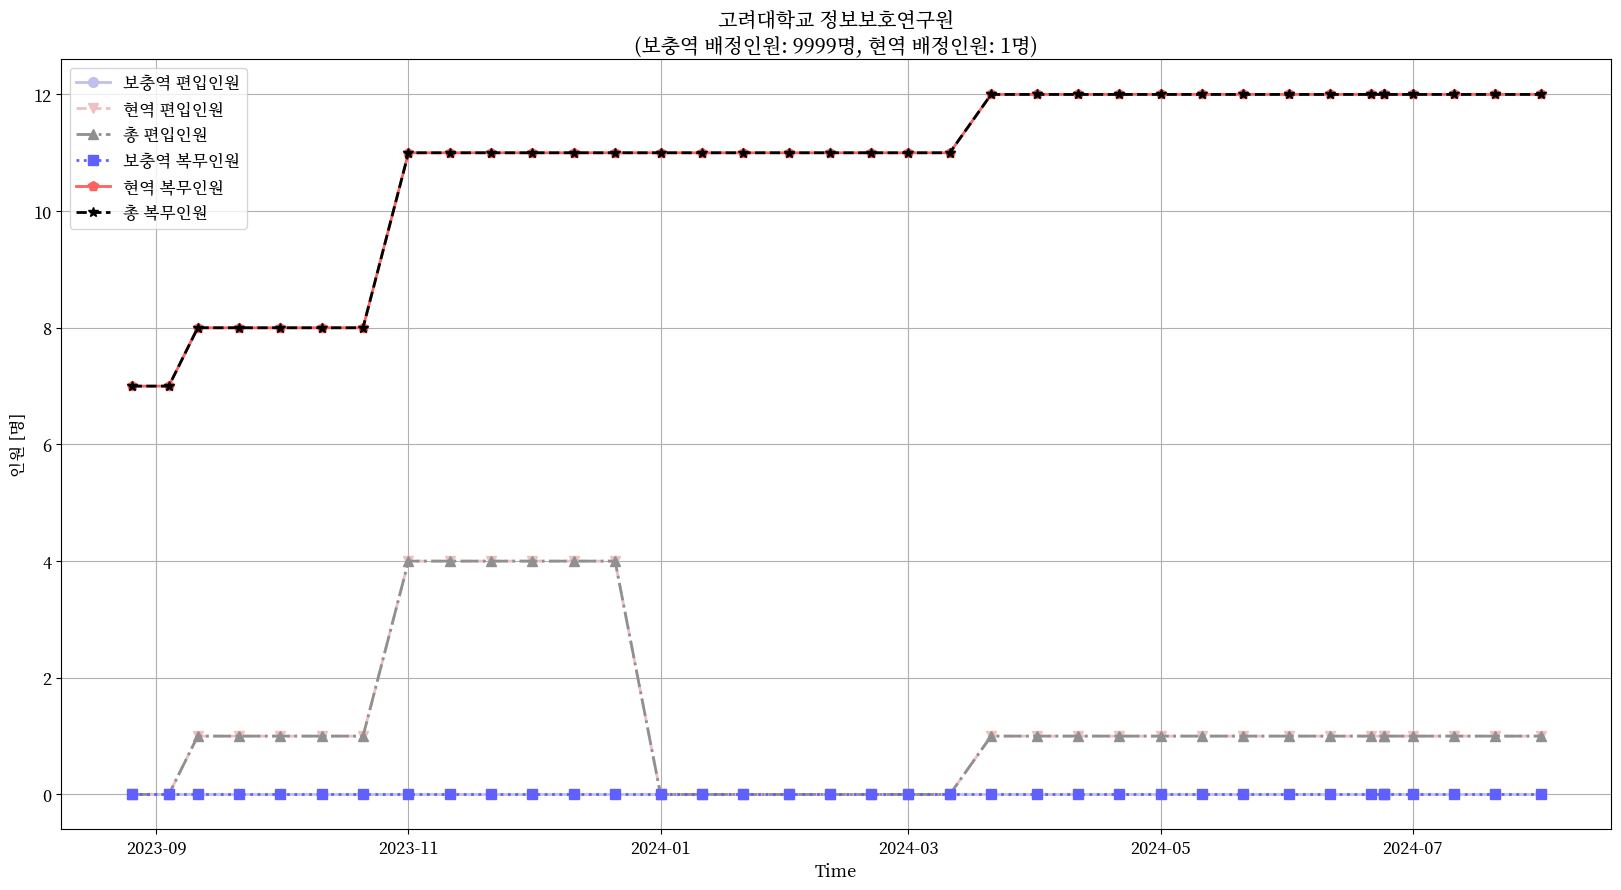 고려대학교 정보보호연구원
(보충역 배정인원: 9999명, 현역 배정인원: 1명)
보충역 편입인원
현역 편입인원
총 편입인원
보충역 복무인원
현역 복무인원
총 복무인원
12
10
8
6
4
2
0
인원 [명]
2023-09
2023-11
2024-01
2024-03
2024-05
2024-07
Time